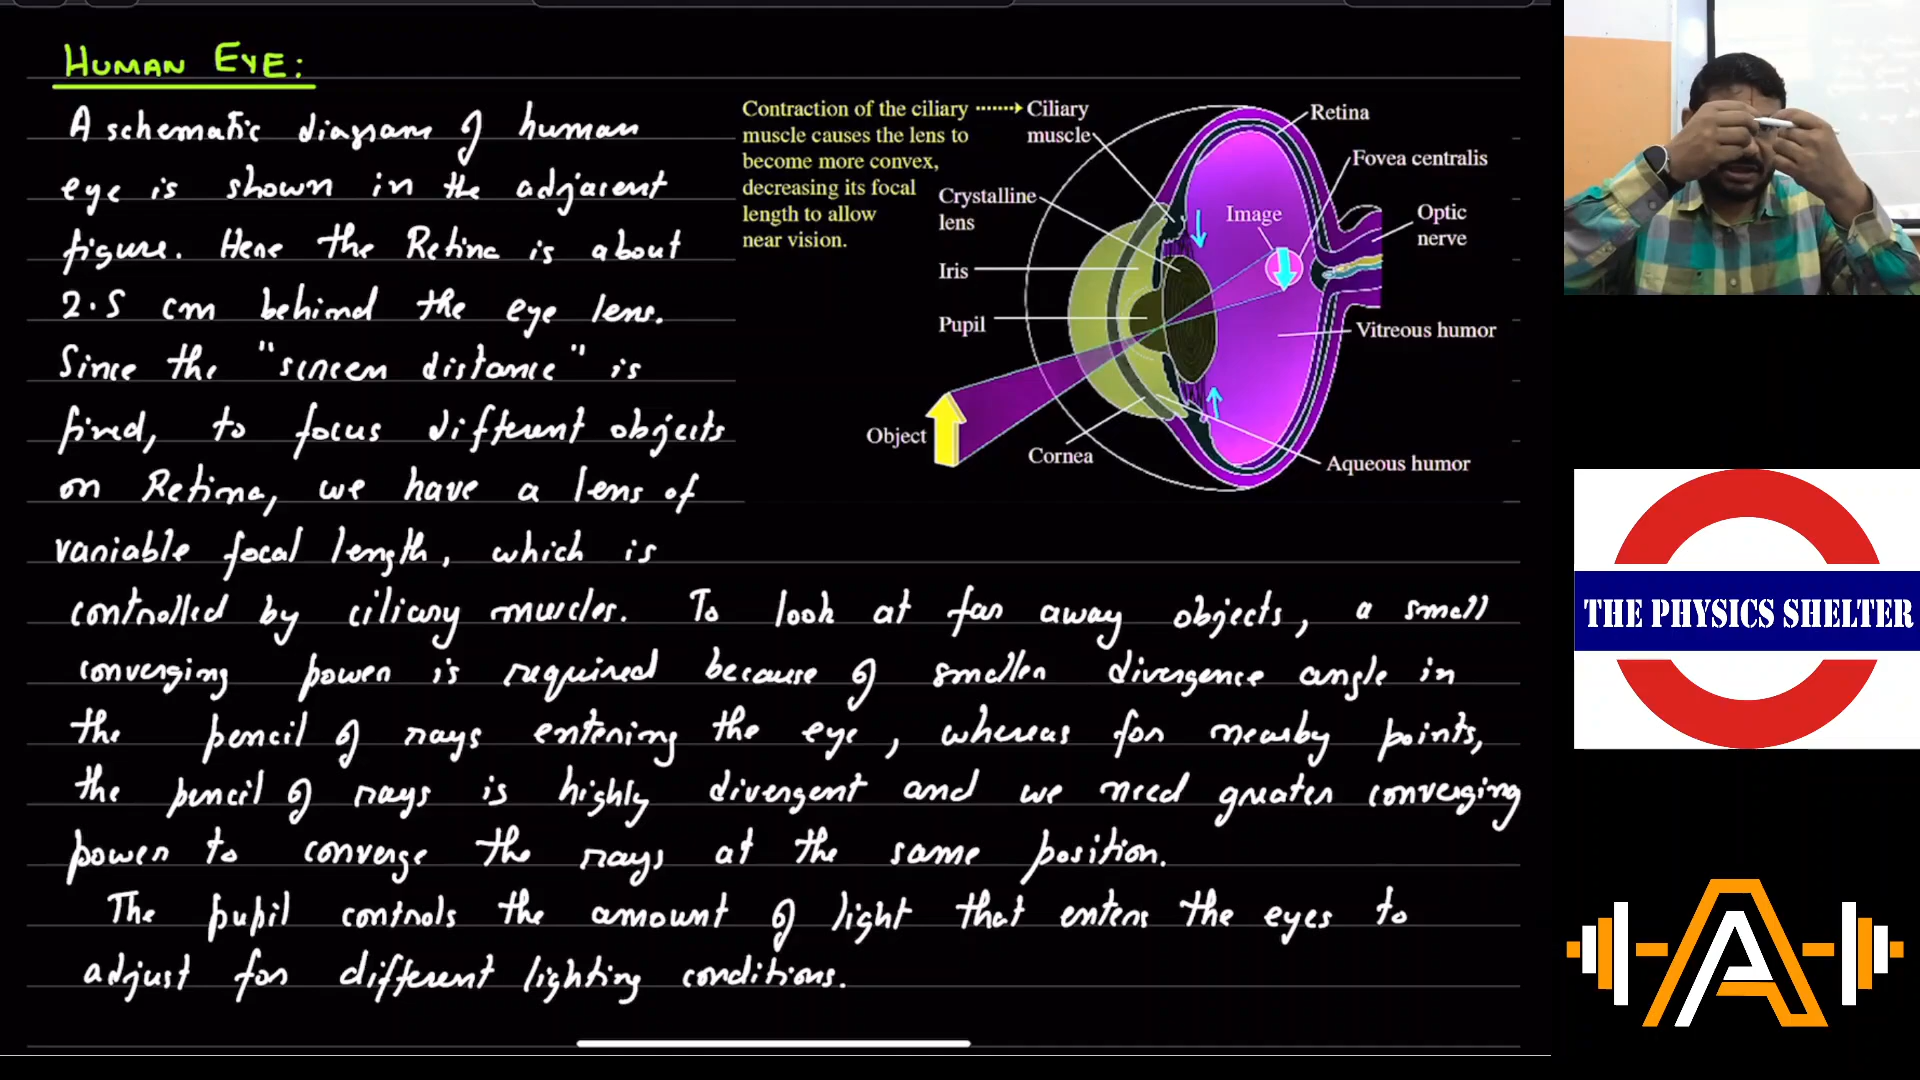 HUMAN EYE:
A schematic diagram of human
eye is shown in the adjacent
figure. Here the Retina is about
2.5 cm behind the eye lens.
Since the "screen distance" is
fixed, to focus different objects
on Retina, we have a lens of
variable focal length, which is
controlled by ciliary muscles. To look at far away objects, a small
converging power is required because of smaller divergence angle in
the pencil of rays entering the eye, whereas for nearby points,
the pencil of rays is highly divergent and we need greater converging
power to converge the rays at the same position.
The pupil controls the amount of light that enters the eyes to
adjust for different lighting conditions.
Contraction of the ciliary
muscle causes the lens to
become more convex,
decreasing its focal
length to allow
near vision.
Ciliary
muscle
Crystalline
lens
Iris
Pupil
Object
Cornea
Retina
Fovea centralis
Image
Optic
nerve
Vitreous humor
Aqueous humor
THE PHYSICS SHELTER